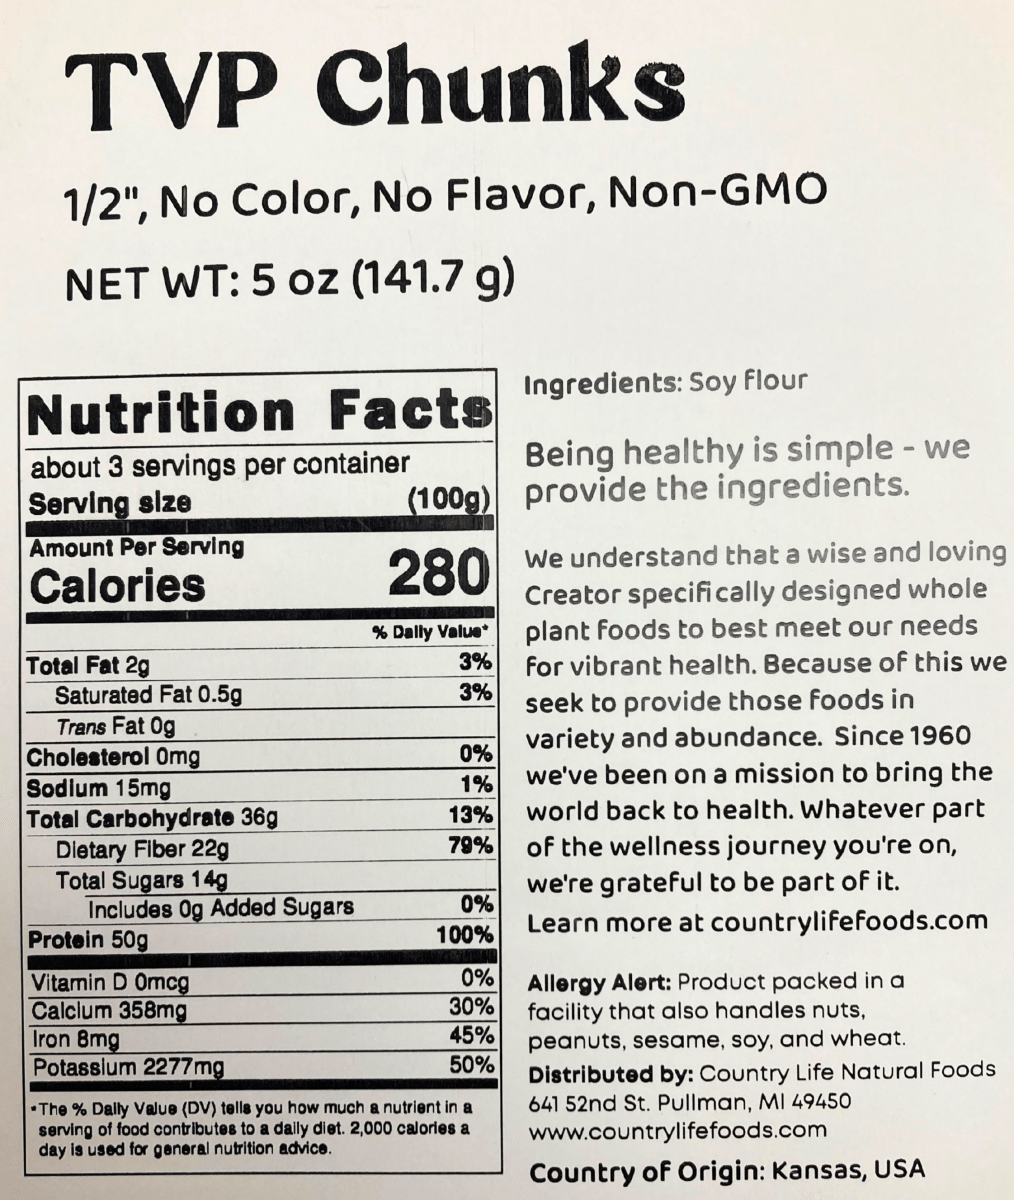 TVP Chunks
1/2", No Color, No Flavor, Non-GMO
NET WT: 5 oz (141.7 g)
Nutrition Facts
about 3 servings per container
Serving size (100g)
Amount Per Serving
Calories 280
% Daily Value*
Total Fat 2g 3%
Saturated Fat 0.5g 3%
Trans Fat 0g
Cholesterol 0mg 0%
Sodium 15mg 1%
Total Carbohydrate 36g 13%
Dietary Fiber 22g 79%
Total Sugars 14g
Includes 0g Added Sugars 0%
Protein 50g 100%
Vitamin D 0mcg 0%
Calcium 358mg 30%
Iron 8mg 45%
Potassium 2277mg 50%
*The % Daily Value (DV) tells you how much a nutrient in a
serving of food contributes to a daily diet. 2,000 calories a
day is used for general nutrition advice.
Ingredients: Soy flour
Being healthy is simple - we
provide the ingredients.
We understand that a wise and loving
Creator specifically designed whole
plant foods to best meet our needs
for vibrant health. Because of this we
seek to provide those foods in
variety and abundance. Since 1960
we've been on a mission to bring the
world back to health. Whatever part
of the wellness journey you're on,
we're grateful to be part of it.
Learn more at countrylifefoods.com
Allergy Alert: Product packed in a
facility that also handles nuts,
peanuts, sesame, soy, and wheat.
Distributed by: Country Life Natural Foods
641 52nd St. Pullman, MI 49450
www.countrylifefoods.com
Country of Origin: Kansas, USA